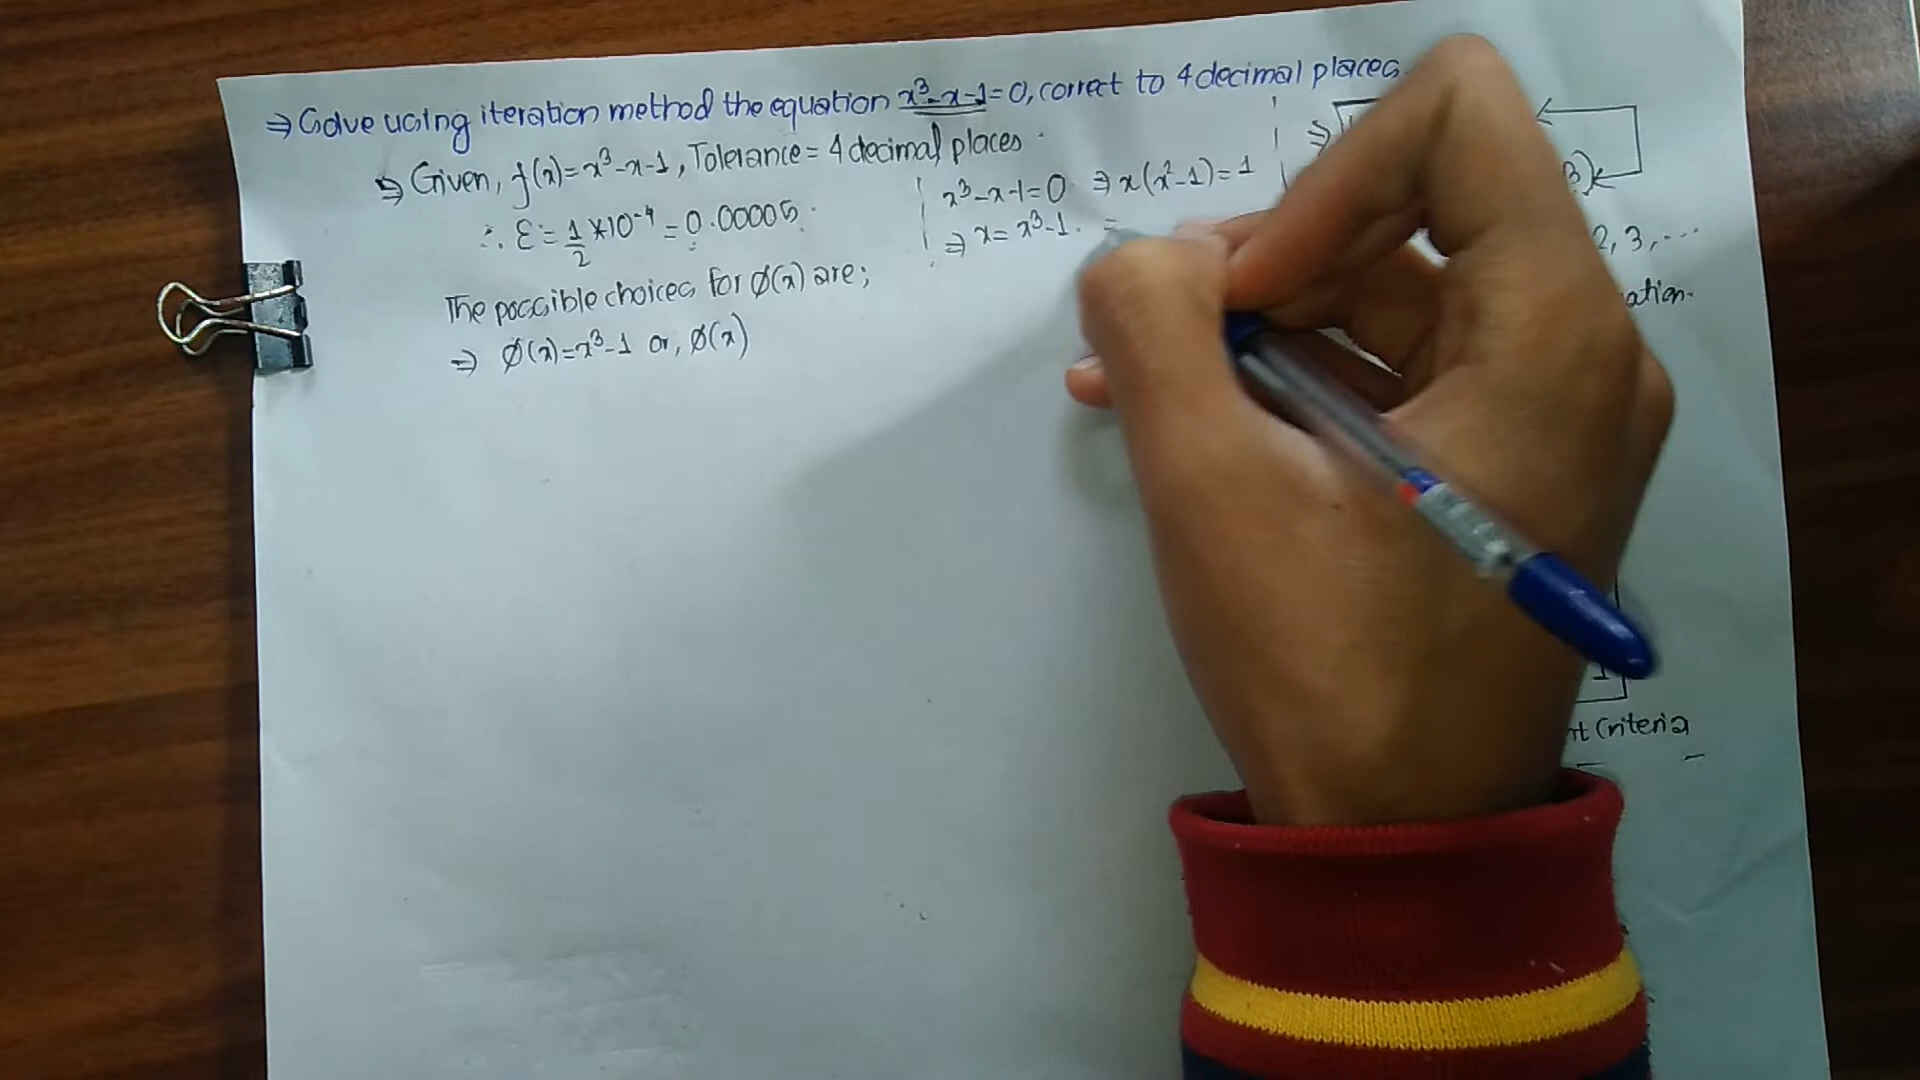 ⇒ Solve using iteration method the equation x³-x-1=0, correct to 4 decimal places.
⇒ Given, f(x)=x³-x-1, Tolerance = 4 decimal places.
∴ ε = 1/2 × 10⁻⁴ = 0.00005.
The possible choices for ø(x) are;
⇒ ø(x)=x³-1 or, ø(x)
x³-x-1=0 ⇒ x(x²-1)=1
⇒ x=x³-1. =
⇒
2, 3, ...
Criteria